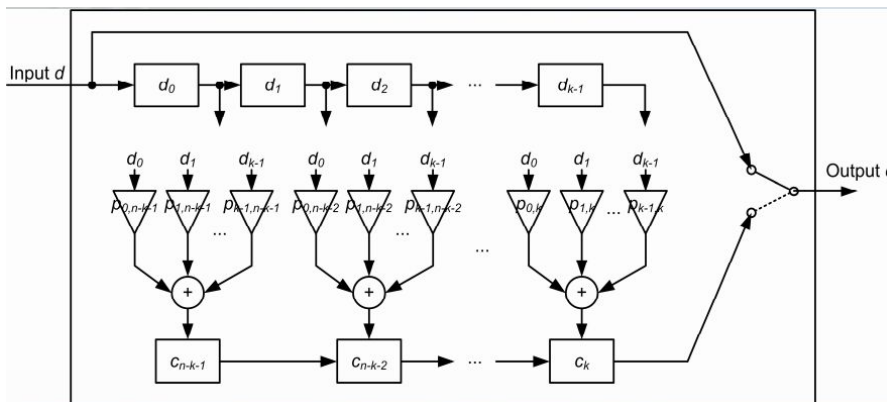 Input d
d0 d1 d2 ... dk-1
Output
d0 d1 dk-1 d0 d1 dk-1 d0 d1 dk-1
p0,n-k-1 p1,n-k-1 ... pk-1,n-k-1 p0,n-k-2 p1,n-k-2 ... pk-1,n-k-2 ... p0,k p1,k ... pk-1,k
+ + +
cn-k-1 cn-k-2 ... ck